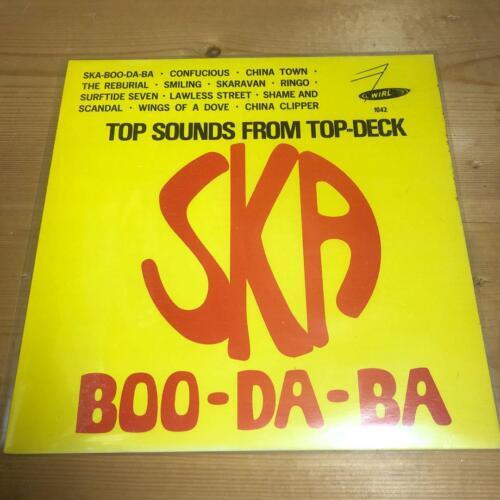 SKA-BOO-DA-BA · CONFUCIOUS · CHINA TOWN ·
THE REBURIAL · SMILING · SKARAVAN · RINGO ·
SURFTIDE SEVEN · LAWLESS STREET · SHAME AND
SCANDAL · WINGS OF A DOVE · CHINA CLIPPER
WIRL
1042
TOP SOUNDS FROM TOP-DECK
SKA
BOO-DA-BA